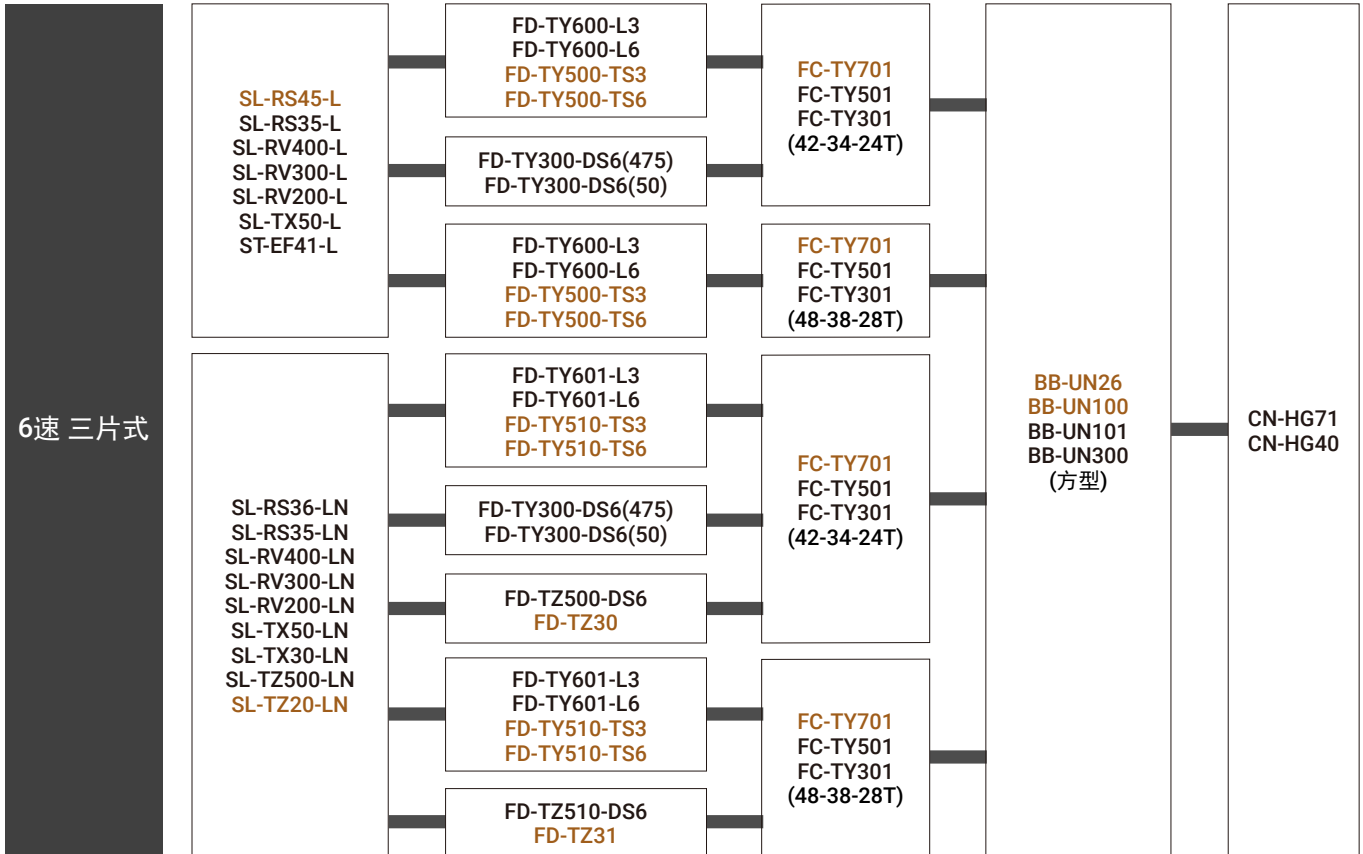 6速 三片式
SL-RS45-L
SL-RS35-L
SL-RV400-L
SL-RV300-L
SL-RV200-L
SL-TX50-L
ST-EF41-L
FD-TY600-L3
FD-TY600-L6
FD-TY500-TS3
FD-TY500-TS6
FD-TY300-DS6(475)
FD-TY300-DS6(50)
FC-TY701
FC-TY501
FC-TY301
(42-34-24T)
FD-TY600-L3
FD-TY600-L6
FD-TY500-TS3
FD-TY500-TS6
FC-TY701
FC-TY501
FC-TY301
(48-38-28T)
SL-RS36-LN
SL-RS35-LN
SL-RV400-LN
SL-RV300-LN
SL-RV200-LN
SL-TX50-LN
SL-TX30-LN
SL-TZ500-LN
SL-TZ20-LN
FD-TY601-L3
FD-TY601-L6
FD-TY510-TS3
FD-TY510-TS6
FD-TY300-DS6(475)
FD-TY300-DS6(50)
FD-TZ500-DS6
FD-TZ30
FC-TY701
FC-TY501
FC-TY301
(42-34-24T)
FD-TY601-L3
FD-TY601-L6
FD-TY510-TS3
FD-TY510-TS6
FD-TZ510-DS6
FD-TZ31
FC-TY701
FC-TY501
FC-TY301
(48-38-28T)
BB-UN26
BB-UN100
BB-UN101
BB-UN300
(方型)
CN-HG71
CN-HG40